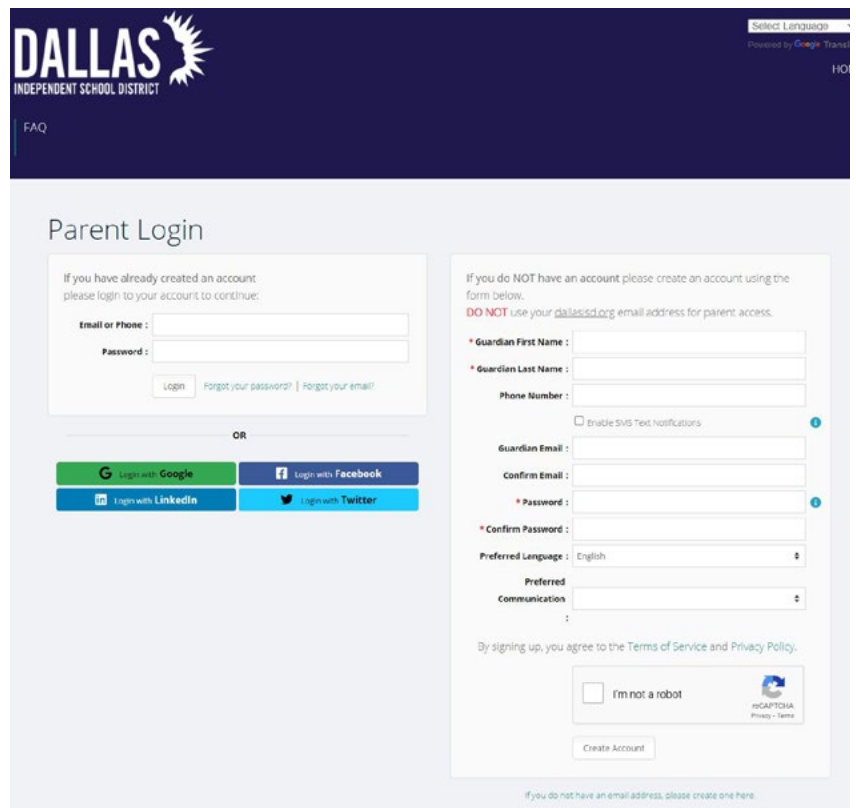 DALLAS
INDEPENDENT SCHOOL DISTRICT
Select Language
Powered by Google
FAQ
Parent Login
If you have already created an account
please login to your account to continue:
Email or Phone :
Password :
Login Forgot your password? | Forgot your email?
OR
G Login with Google
f Login with Facebook
in Login with LinkedIn
Login with Twitter
If you do NOT have an account please create an account using the
form below.
DO NOT use your dallasisd.org email address for parent access.
* Guardian First Name :
* Guardian Last Name :
Phone Number :
Enable SMS Text Notifications
Guardian Email :
Confirm Email :
* Password :
* Confirm Password :
Preferred Language : English
Preferred
Communication
:
By signing up, you agree to the Terms of Service and Privacy Policy.
I'm not a robot
reCAPTCHA
Privacy - Terms
Create Account
If you do not have an email address, please create one here.